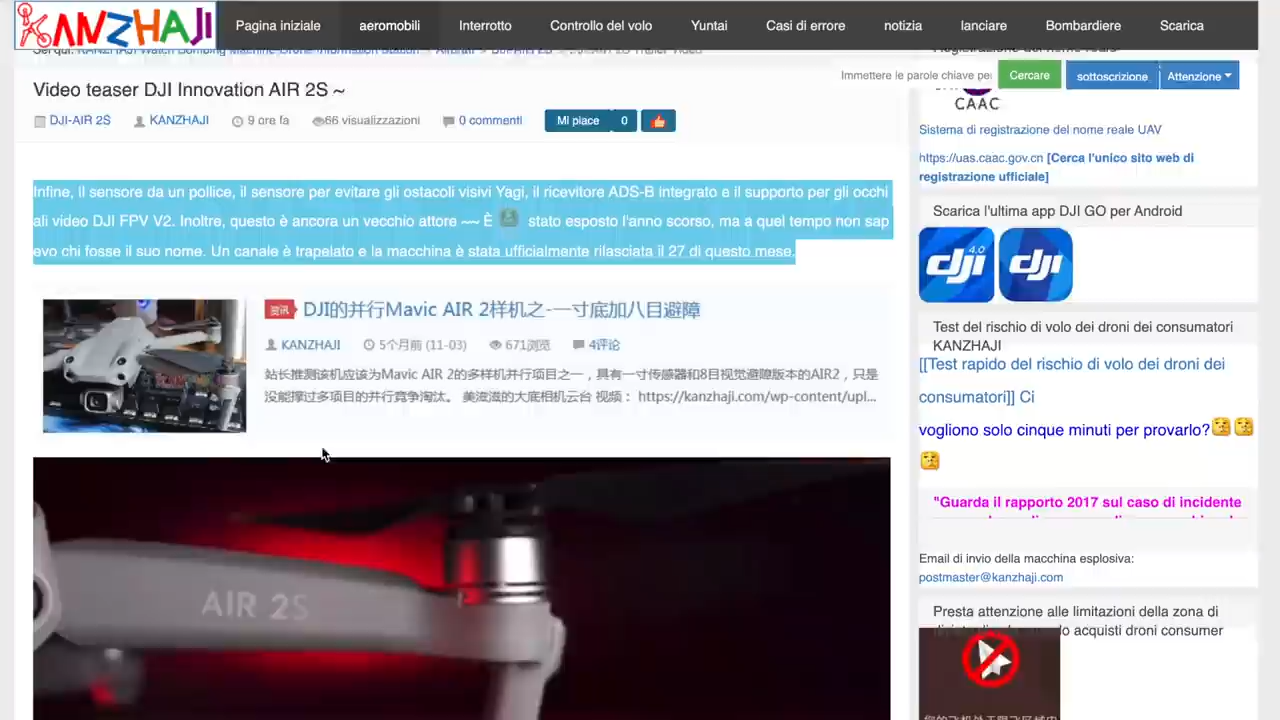 KANZHAJI
Pagina iniziale
aeromobili
Interrotto
Controllo del volo
Yuntai
Casi di errore
notizia
lanciare
Bombardiere
Scarica
Immettere le parole chiave per
Cercare
sottoscrizione
Attenzione
Video teaser DJI Innovation AIR 2S ~
DJI-AIR 2S
KANZHAJI
9 ore fa
66 visualizzazioni
0 commenti
Mi piace
0
Infine, il sensore da un pollice, il sensore per evitare gli ostacoli visivi Yagi, il ricevitore ADS-B integrato e il supporto per gli occhi
ali video DJI FPV V2. Inoltre, questo è ancora un vecchio attore ~~ È stato esposto l'anno scorso, ma a quel tempo non sap
evo chi fosse il suo nome. Un canale è trapelato e la macchina è stata ufficialmente rilasciata il 27 di questo mese.
资讯
DJI的并行Mavic AIR 2样机之-一寸底加八目避障
KANZHAJI
5个月前 (11-03)
671浏览
4评论
站长推测该机应该为Mavic AIR 2的多样机并行项目之一，具有一寸传感器和8目视觉避障版本的AIR2，只是
没能撑过多项目的并行竞争淘汰。 美滋滋的大底相机云台 视频： https://kanzhaji.com/wp-content/upl...
AIR 2S
CAAC
Sistema di registrazione del nome reale UAV
https://uas.caac.gov.cn [Cerca l'unico sito web di
registrazione ufficiale]
Scarica l'ultima app DJI GO per Android
dji 4.0
dji
Test del rischio di volo dei droni dei consumatori
KANZHAJI
[[Test rapido del rischio di volo dei droni dei
consumatori]] Ci
vogliono solo cinque minuti per provarlo?
"Guarda il rapporto 2017 sul caso di incidente
Email di invio della macchina esplosiva:
postmaster@kanzhaji.com
Presta attenzione alle limitazioni della zona di
acquisti droni consumer